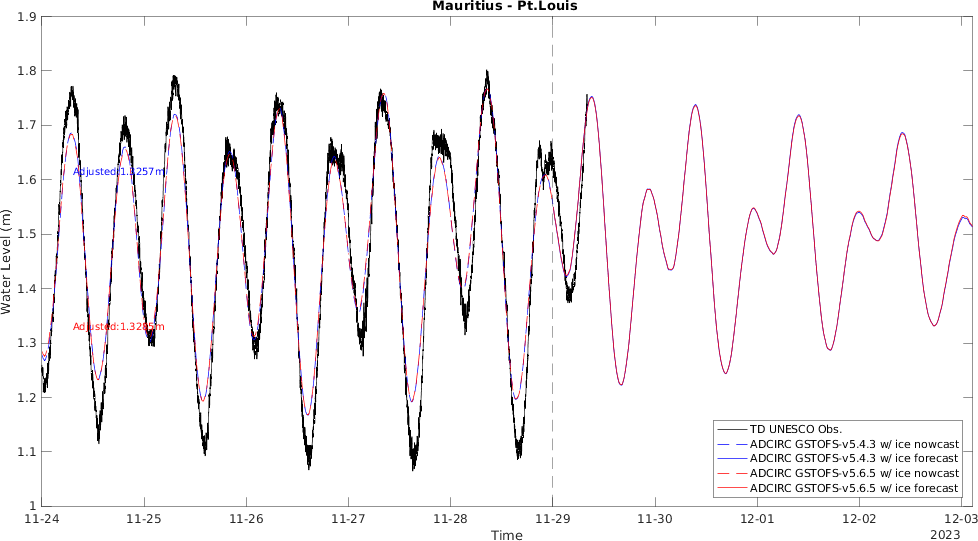 Mauritius - Pt.Louis
1.9
1.8
1.7
1.6
1.5
1.4
1.3
1.2
1.1
1
Water Level (m)
Adjusted:1.3257m
Adjusted:1.3285m
TD UNESCO Obs.
ADCIRC GSTOFS-v5.4.3 w/ ice nowcast
ADCIRC GSTOFS-v5.4.3 w/ ice forecast
ADCIRC GSTOFS-v5.6.5 w/ ice nowcast
ADCIRC GSTOFS-v5.6.5 w/ ice forecast
11-24 11-25 11-26 11-27 11-28 11-29 11-30 12-01 12-02 12-03
Time
2023